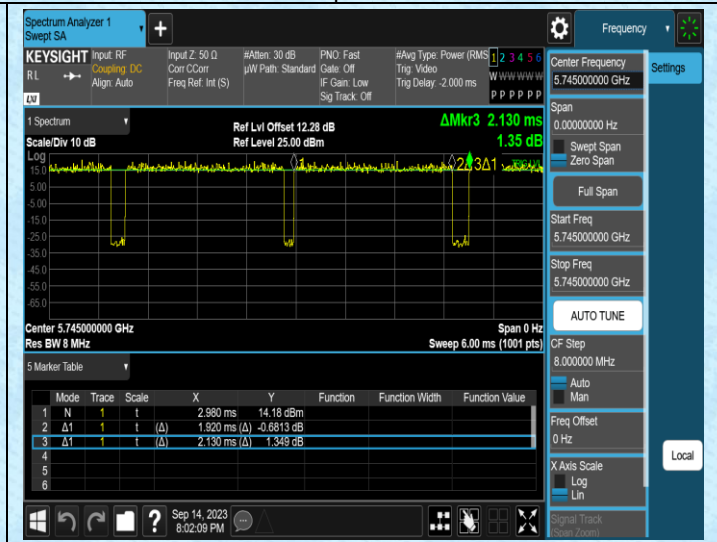 Spectrum Analyzer 1
Swept SA
Frequency
KEYSIGHT
RL
LXI
Input: RF
Coupling: DC
Align: Auto
Input Z: 50 Ω
Corr CCorr
Freq Ref: Int (S)
#Atten: 30 dB
µW Path: Standard
PNO: Fast
Gate: Off
IF Gain: Low
Sig Track: Off
#Avg Type: Power (RMS
Trig: Video
Trig Delay: -2.000 ms
1 2 3 4 5 6
W W W W W W
P P P P P P
1 Spectrum
Scale/Div 10 dB
Log
Ref Lvl Offset 12.28 dB
Ref Level 25.00 dBm
ΔMkr3 2.130 ms
1.35 dB
15.0
5.00
-5.00
-15.0
-25.0
-35.0
-45.0
-55.0
-65.0
1
2Δ
3Δ1
Center 5.745000000 GHz
Res BW 8 MHz
Span 0 Hz
Sweep 6.00 ms (1001 pts)
5 Marker Table
Mode Trace Scale X Y Function Function Width Function Value
1 N 1 t 2.980 ms 14.18 dBm
2 Δ1 1 t (Δ) 1.920 ms (Δ) -0.6813 dB
3 Δ1 1 t (Δ) 2.130 ms (Δ) 1.349 dB
4
5
6
Sep 14, 2023
8:02:09 PM
Center Frequency
5.745000000 GHz
Span
0.00000000 Hz
Swept Span
Zero Span
Full Span
Start Freq
5.745000000 GHz
Stop Freq
5.745000000 GHz
AUTO TUNE
CF Step
8.000000 MHz
Auto
Man
Freq Offset
0 Hz
X Axis Scale
Log
Lin
Signal Track
(Span Zoom)
Settings
Local